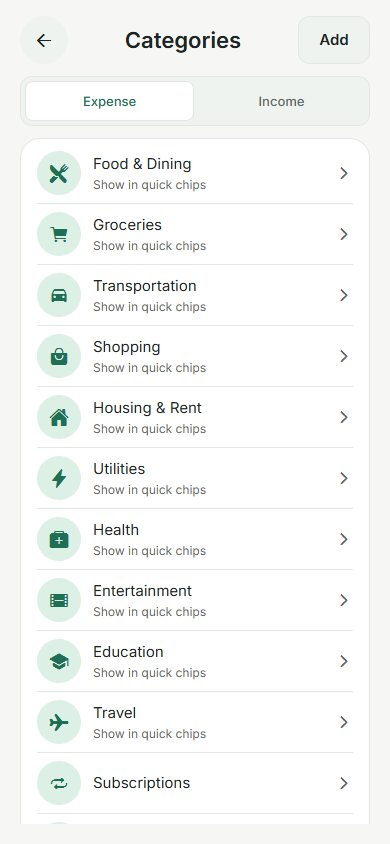 Categories
Add
Expense
Income
Food & Dining
Show in quick chips
Groceries
Show in quick chips
Transportation
Show in quick chips
Shopping
Show in quick chips
Housing & Rent
Show in quick chips
Utilities
Show in quick chips
Health
Show in quick chips
Entertainment
Show in quick chips
Education
Show in quick chips
Travel
Show in quick chips
Subscriptions